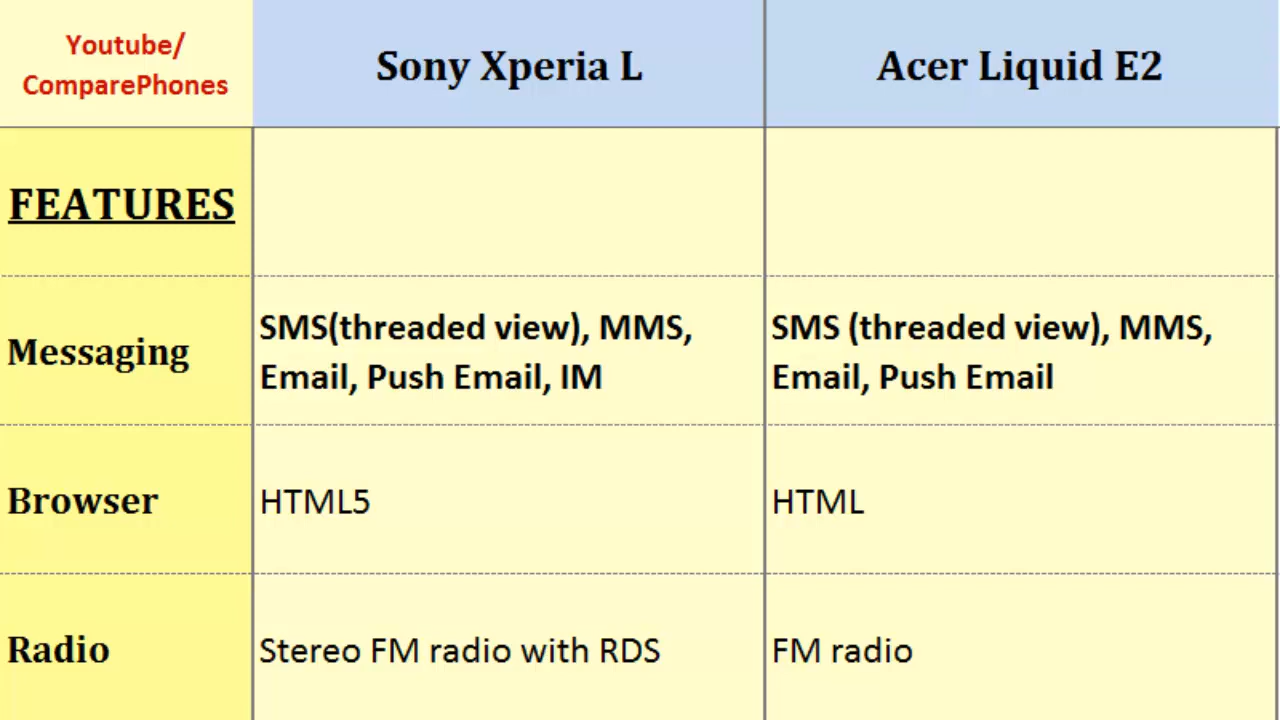 Youtube/
ComparePhones
Sony Xperia L
Acer Liquid E2
FEATURES
Messaging
SMS(threaded view), MMS,
Email, Push Email, IM
SMS (threaded view), MMS,
Email, Push Email
Browser
HTML5
HTML
Radio
Stereo FM radio with RDS
FM radio